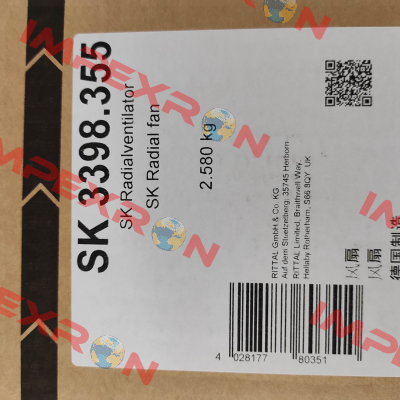 SK 3398.355
SK Radialventilator
SK Radial fan
2.580 kg
RITTAL GmbH & Co. KG
Auf dem Stuetzelberg; 35745 Herborn
RITTAL Limited, Braithwell Way,
Hellaby Rotherham, S66 8QY. UK
4 028177 80351
风扇
风扇
德国制造
IMPEXRON
IMPEXRON
IMPEXRON